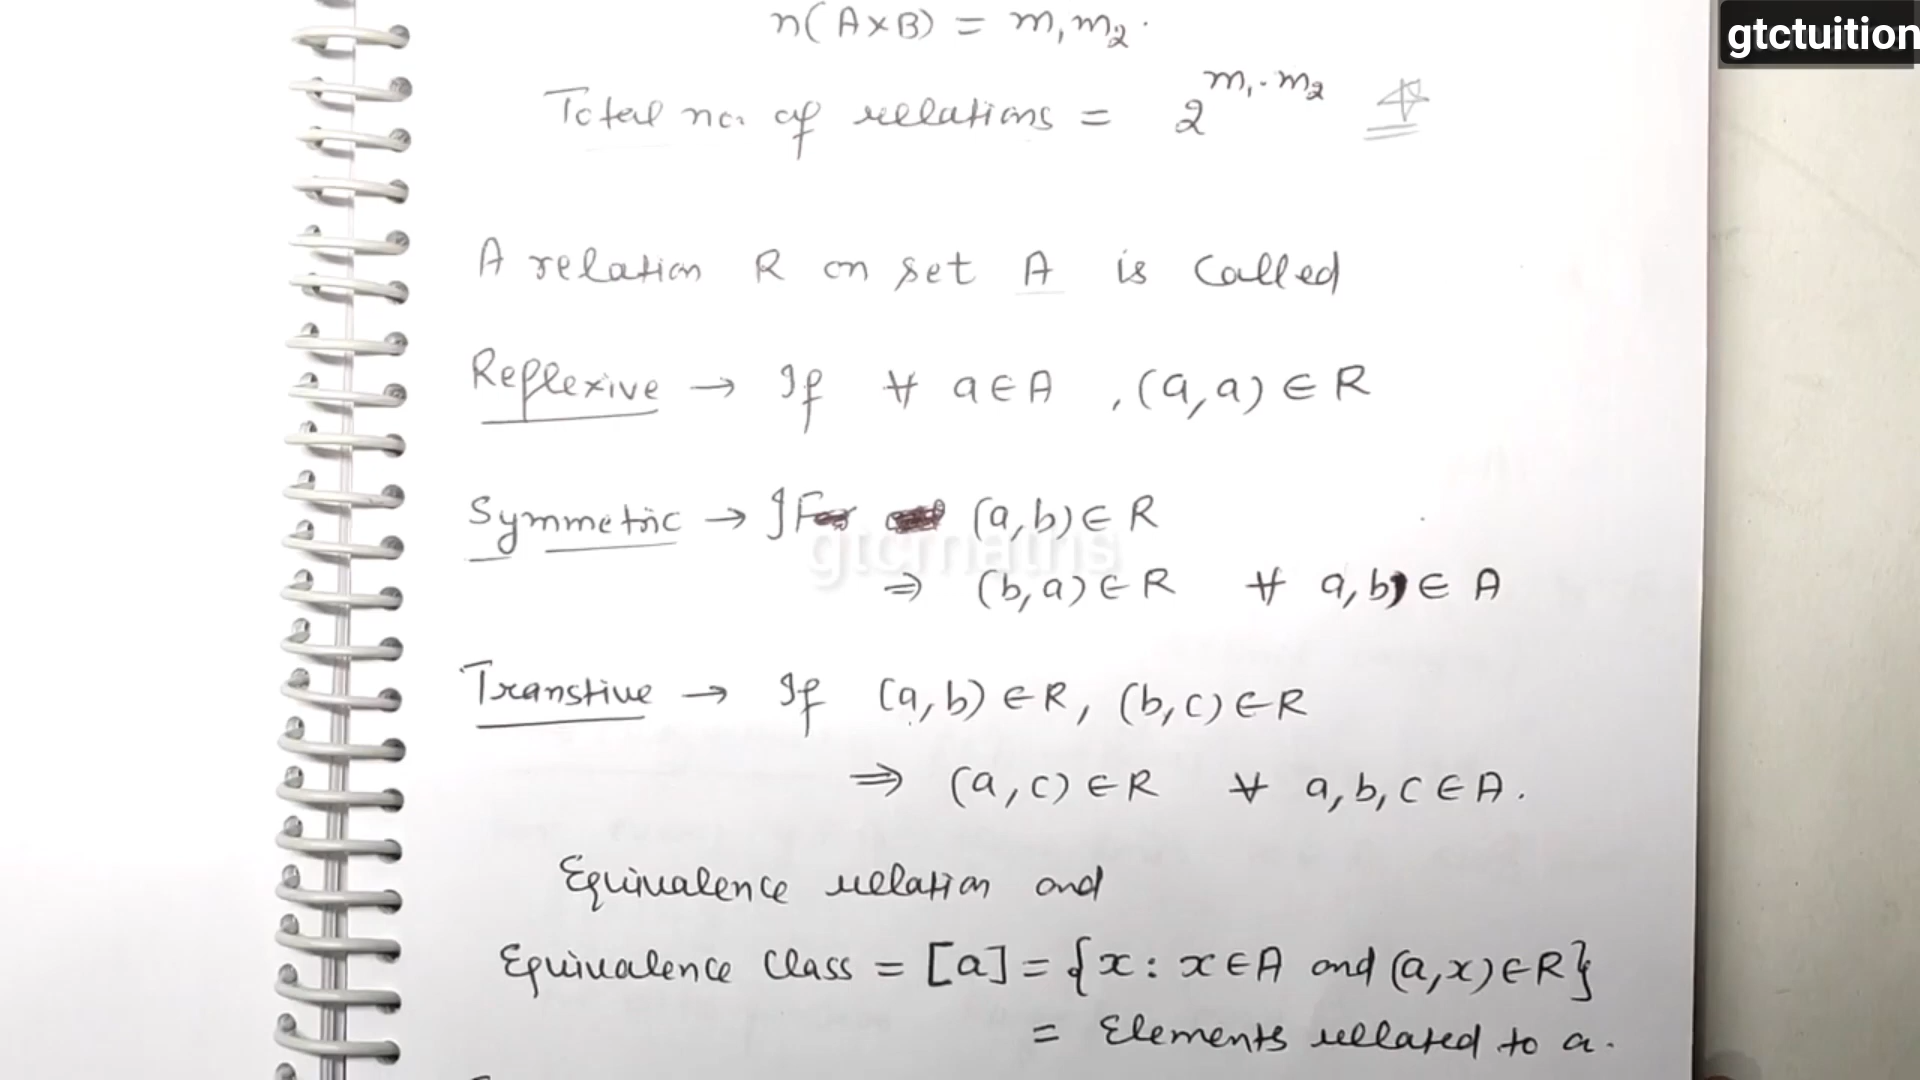 gtctuition
n(A×B) = m₁m₂.
Total no. of relations = 2^(m₁.m₂)
A relation R on set A is called
Reflexive → If ∀ a∈A , (a,a) ∈ R
Symmetric → If (a,b) ∈ R
gtcmaths
⇒ (b,a) ∈ R ∀ a,b ∈ A
Transtive → If (a,b) ∈ R, (b,c) ∈ R
⇒ (a,c) ∈ R ∀ a,b,c ∈ A.
Equivalence relation and
Equivalence Class = [a] = {x : x∈A and (a,x) ∈ R}
= Elements related to a.